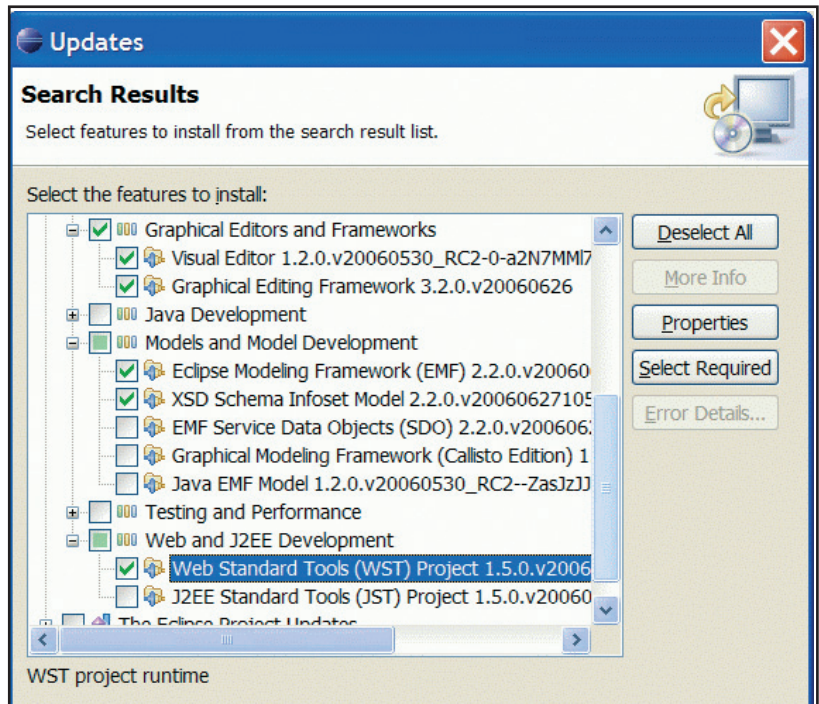 Updates
Search Results
Select features to install from the search result list.
Select the features to install:
Graphical Editors and Frameworks
Visual Editor 1.2.0.v20060530_RC2-0-a2N7MMl7
Graphical Editing Framework 3.2.0.v20060626
Java Development
Models and Model Development
Eclipse Modeling Framework (EMF) 2.2.0.v20060
XSD Schema Infoset Model 2.2.0.v20060627105
EMF Service Data Objects (SDO) 2.2.0.v200606
Graphical Modeling Framework (Callisto Edition) 1
Java EMF Model 1.2.0.v20060530_RC2--ZasJzJJ
Testing and Performance
Web and J2EE Development
Web Standard Tools (WST) Project 1.5.0.v2006
J2EE Standard Tools (JST) Project 1.5.0.v20060
The Eclipse Project Updates
Deselect All
More Info
Properties
Select Required
Error Details...
WST project runtime